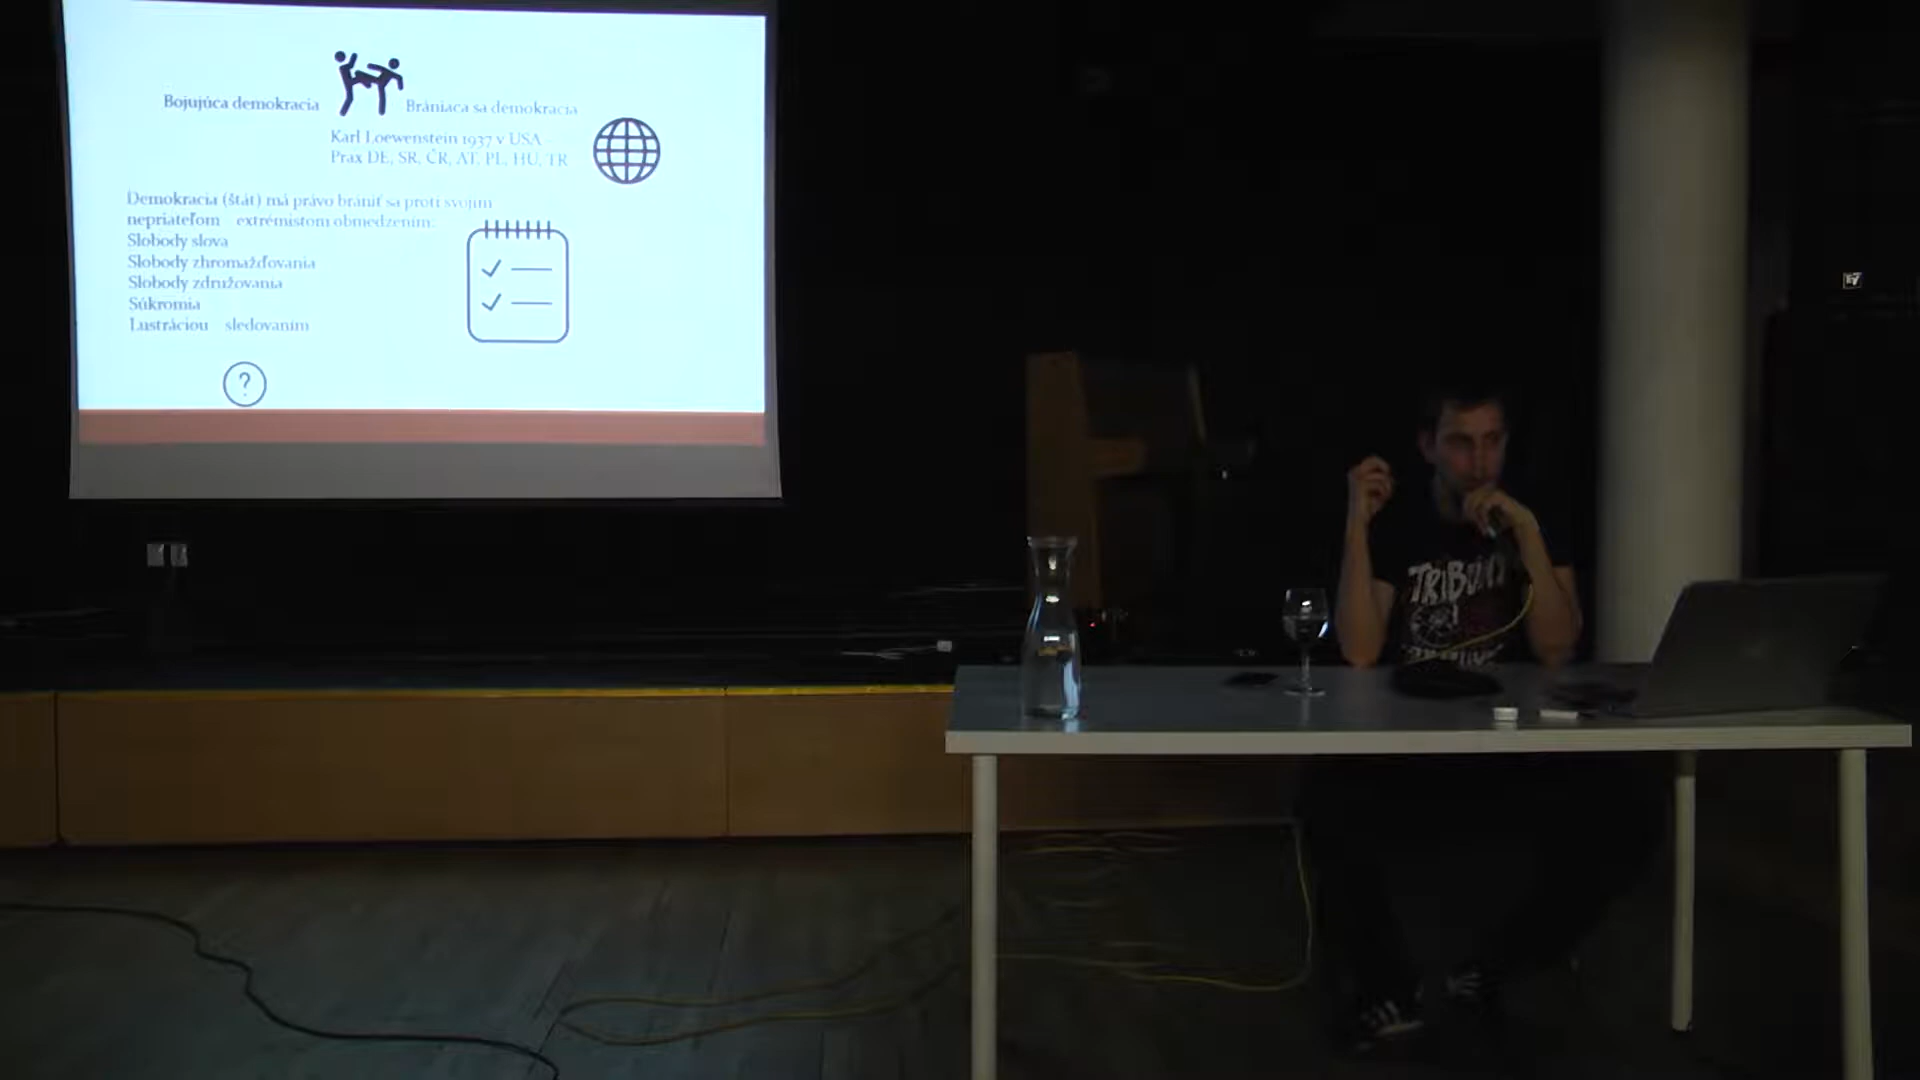 Bojujúca demokracia
Brániaca sa demokracia
Karl Loewenstein 1937 v USA
Prax DE, SR, ČR, AT, PL, HU, TR
Demokracia (štát) má právo brániť sa proti svojim
nepriateľom extrémistom obmedzením:
Slobody slova
Slobody zhromažďovania
Slobody združovania
Súkromia
Lustráciou sledovaním
?